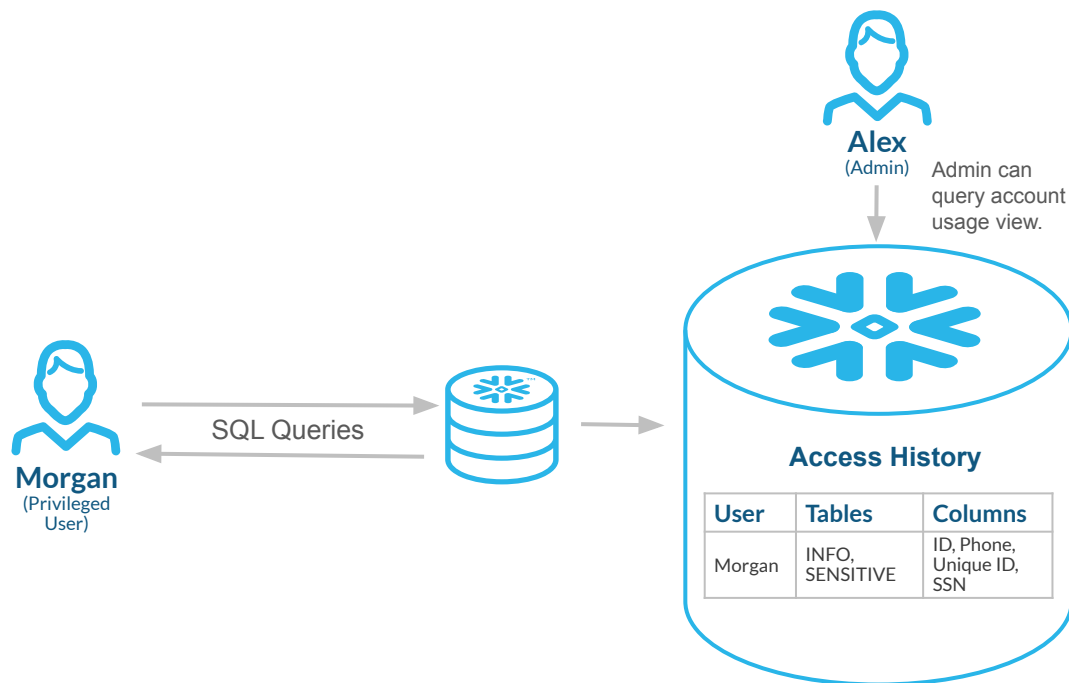 Alex
(Admin)
Admin can
query account
usage view.
SQL Queries
™
Morgan
(Privileged
User)
Access History
User Tables Columns
Morgan
INFO,
SENSITIVE
ID, Phone,
Unique ID,
SSN